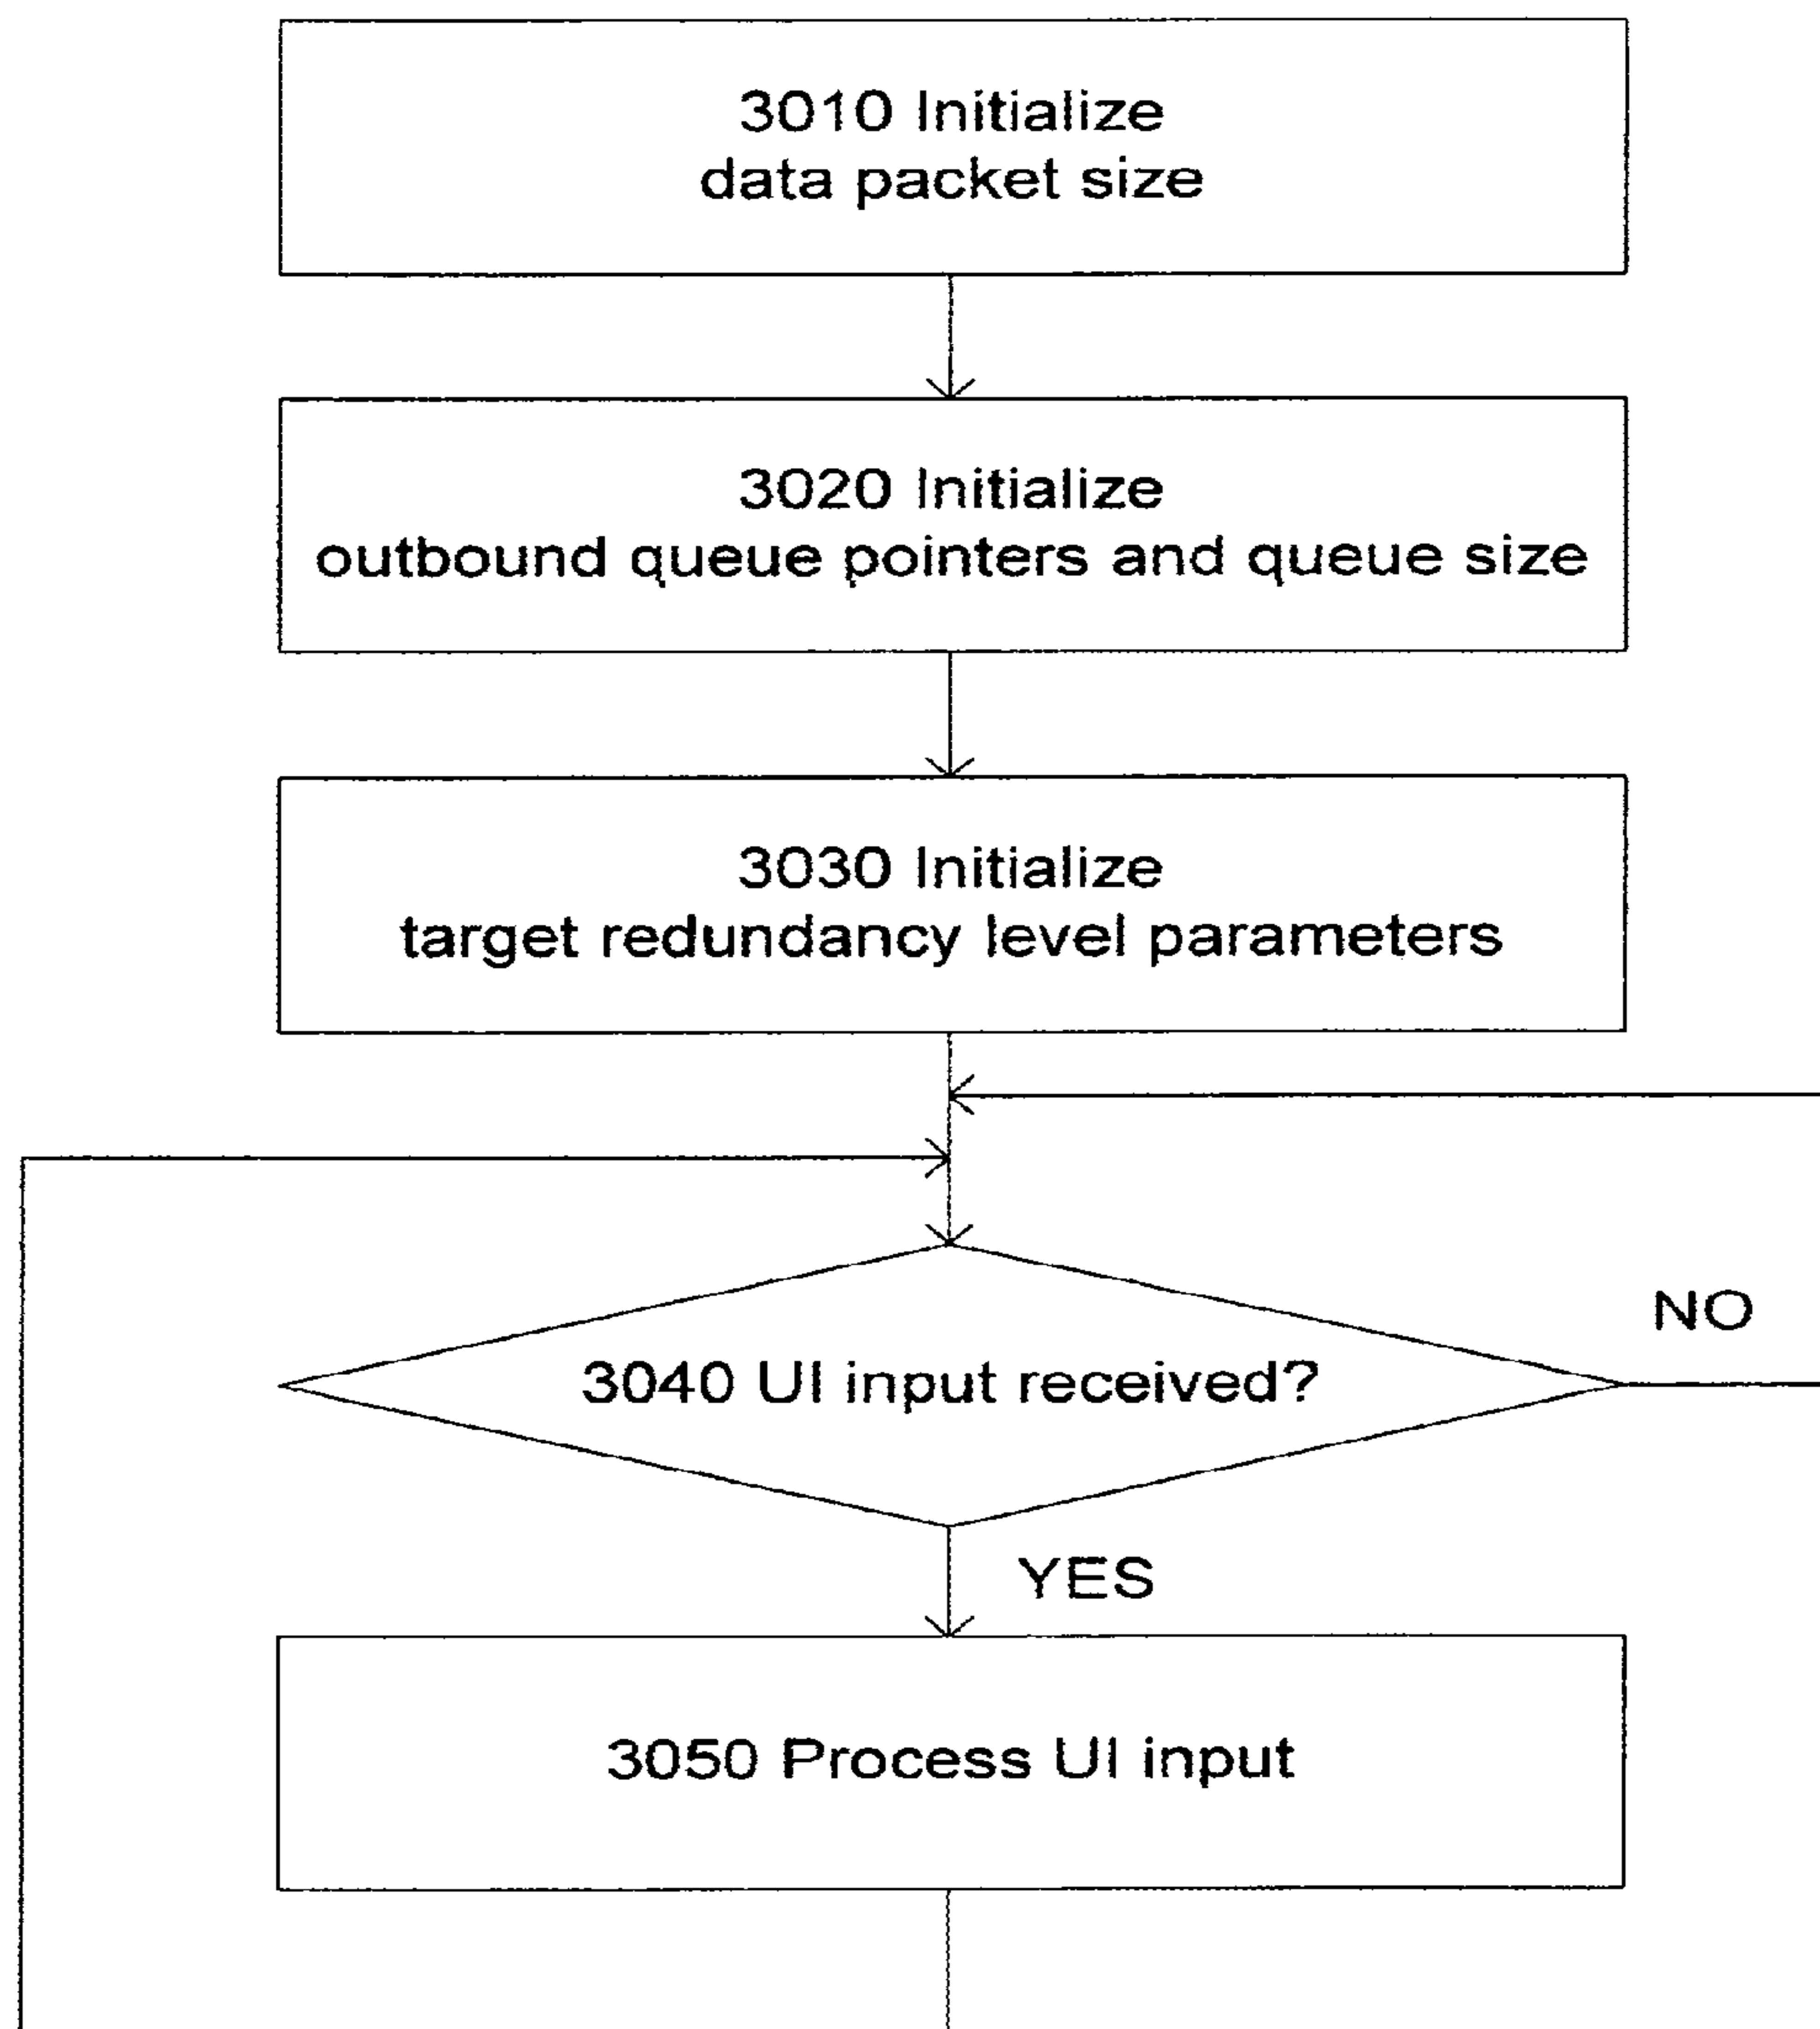 3010 Initialize
data packet size
3020 Initialize
outbound queue pointers and queue size
3030 Initialize
target redundancy level parameters
3040 UI input received?
NO
YES
3050 Process UI input